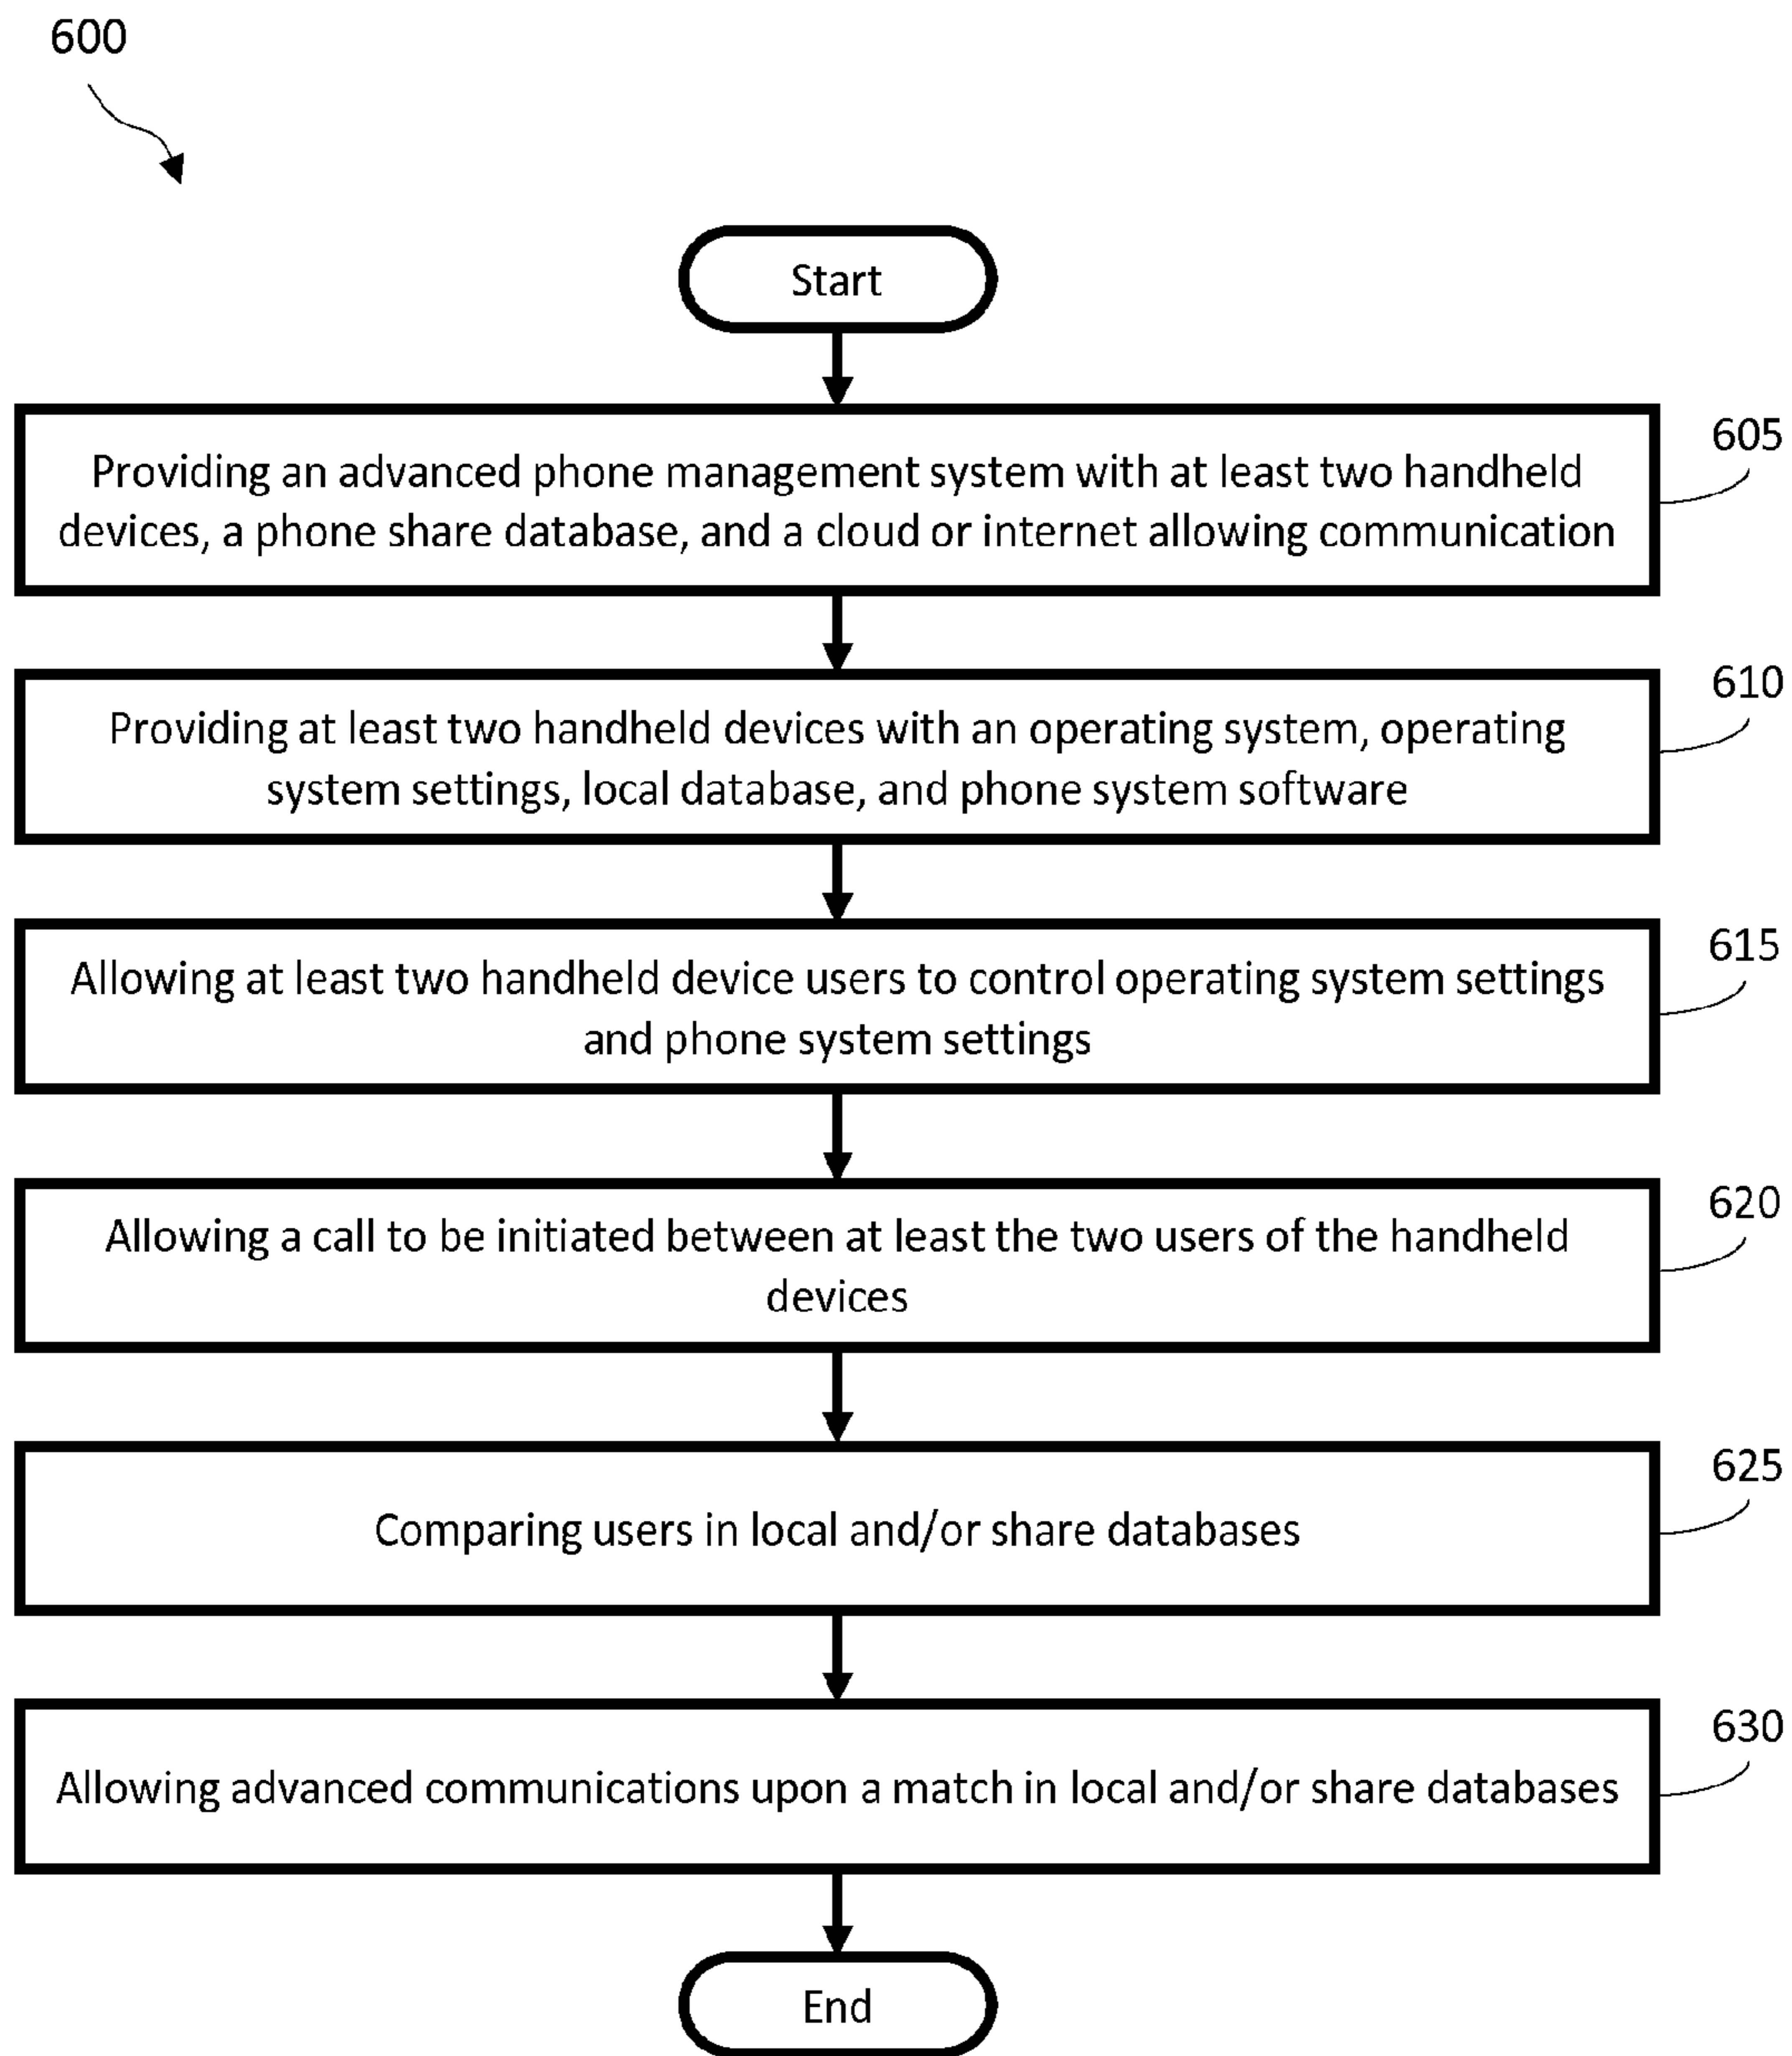 600
Start
605
Providing an advanced phone management system with at least two handheld
devices, a phone share database, and a cloud or internet allowing communication
610
Providing at least two handheld devices with an operating system, operating
system settings, local database, and phone system software
615
Allowing at least two handheld device users to control operating system settings
and phone system settings
620
Allowing a call to be initiated between at least the two users of the handheld
devices
625
Comparing users in local and/or share databases
630
Allowing advanced communications upon a match in local and/or share databases
End